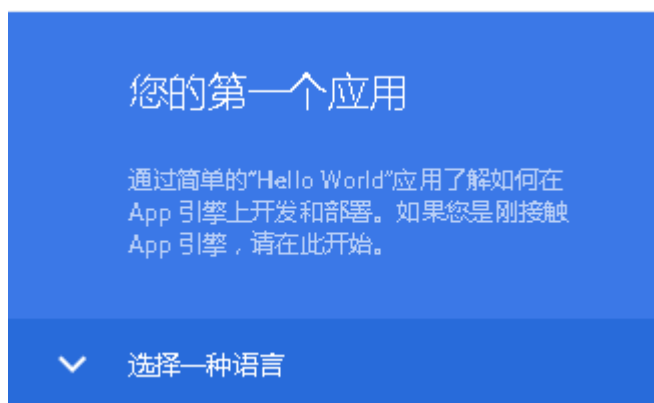 您的第一个应用
通过简单的"Hello World"应用了解如何在
App 引擎上开发和部署。如果您是刚接触
App 引擎，请在此开始。
选择一种语言